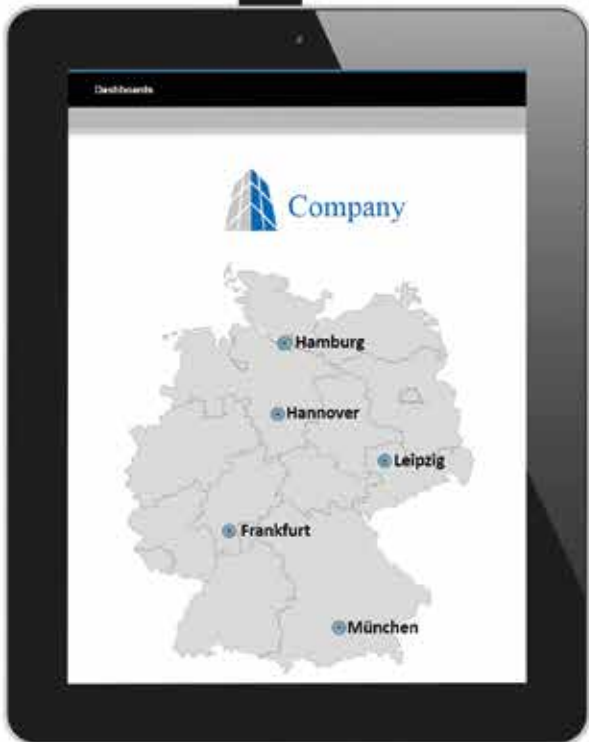 Dashboards
Company
Hamburg
Hannover
Leipzig
Frankfurt
München